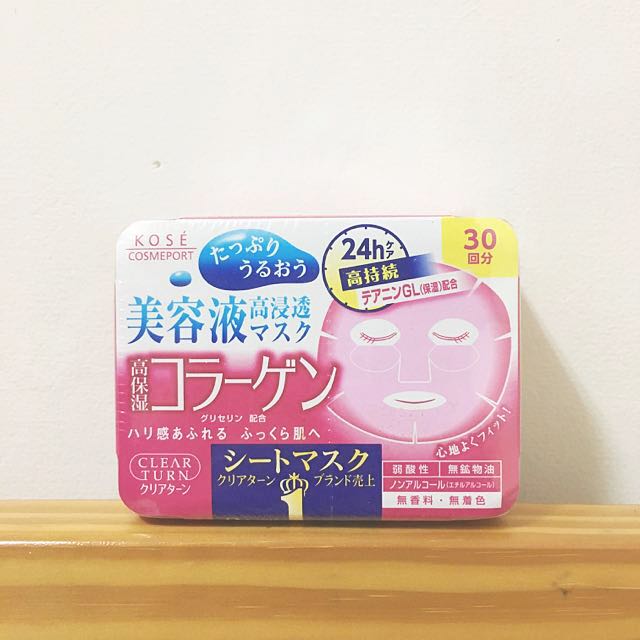 KOSÉ
COSMEPORT
たっぷり
うるおう
24hケア
高持続
テアニンGL(保湿)配合
30
回分
美容液高浸透
マスク
高保湿
コラーゲン
グリセリン 配合
ハリ感あふれる ふっくら肌へ
心地よくフィット!
CLEAR
TURN
クリアターン
シートマスク
クリアターン ブランド売上
1
弱酸性 無鉱物油
ノンアルコール(エチルアルコール)
無香料・無着色